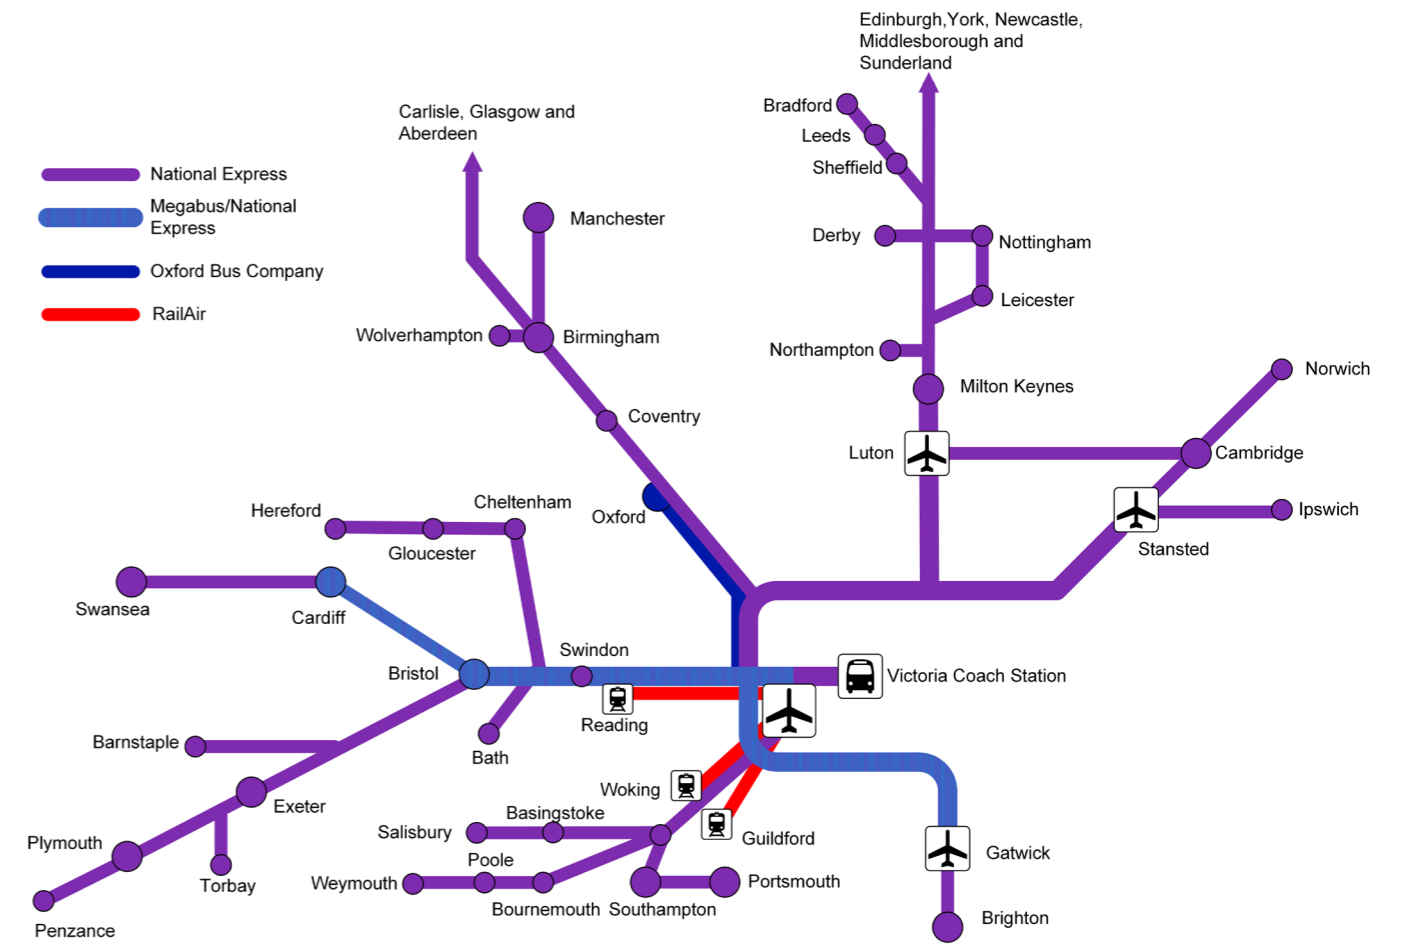 Edinburgh,York, Newcastle,
Middlesborough and
Sunderland
Carlisle, Glasgow and
Aberdeen
National Express
Megabus/National
Express
Oxford Bus Company
RailAir
Bradford
Leeds
Sheffield
Derby
Nottingham
Leicester
Northampton
Milton Keynes
Luton
Norwich
Cambridge
Ipswich
Stansted
Manchester
Wolverhampton
Birmingham
Coventry
Oxford
Hereford
Gloucester
Cheltenham
Swansea
Cardiff
Bristol
Swindon
Victoria Coach Station
Reading
Bath
Barnstaple
Exeter
Plymouth
Torbay
Penzance
Woking
Guildford
Basingstoke
Salisbury
Poole
Weymouth
Bournemouth
Southampton
Portsmouth
Gatwick
Brighton